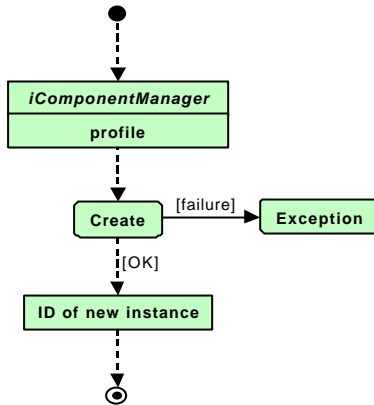 iComponentManager
profile
Create
[failure]
Exception
[OK]
ID of new instance